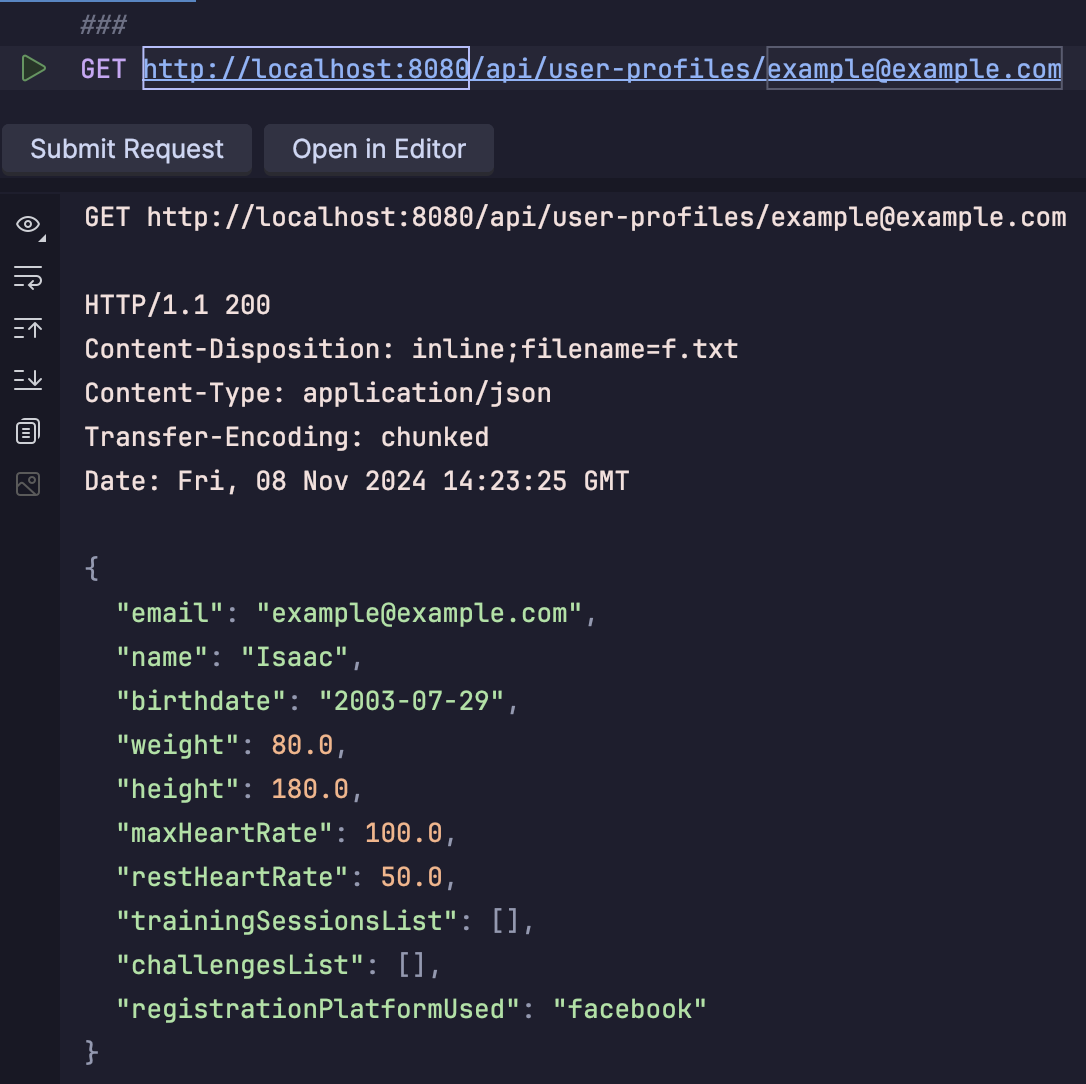 ###
GET http://localhost:8080/api/user-profiles/example@example.com
Submit Request
Open in Editor
GET http://localhost:8080/api/user-profiles/example@example.com
HTTP/1.1 200
Content-Disposition: inline;filename=f.txt
Content-Type: application/json
Transfer-Encoding: chunked
Date: Fri, 08 Nov 2024 14:23:25 GMT
{
  "email": "example@example.com",
  "name": "Isaac",
  "birthdate": "2003-07-29",
  "weight": 80.0,
  "height": 180.0,
  "maxHeartRate": 100.0,
  "restHeartRate": 50.0,
  "trainingSessionsList": [],
  "challengesList": [],
  "registrationPlatformUsed": "facebook"
}